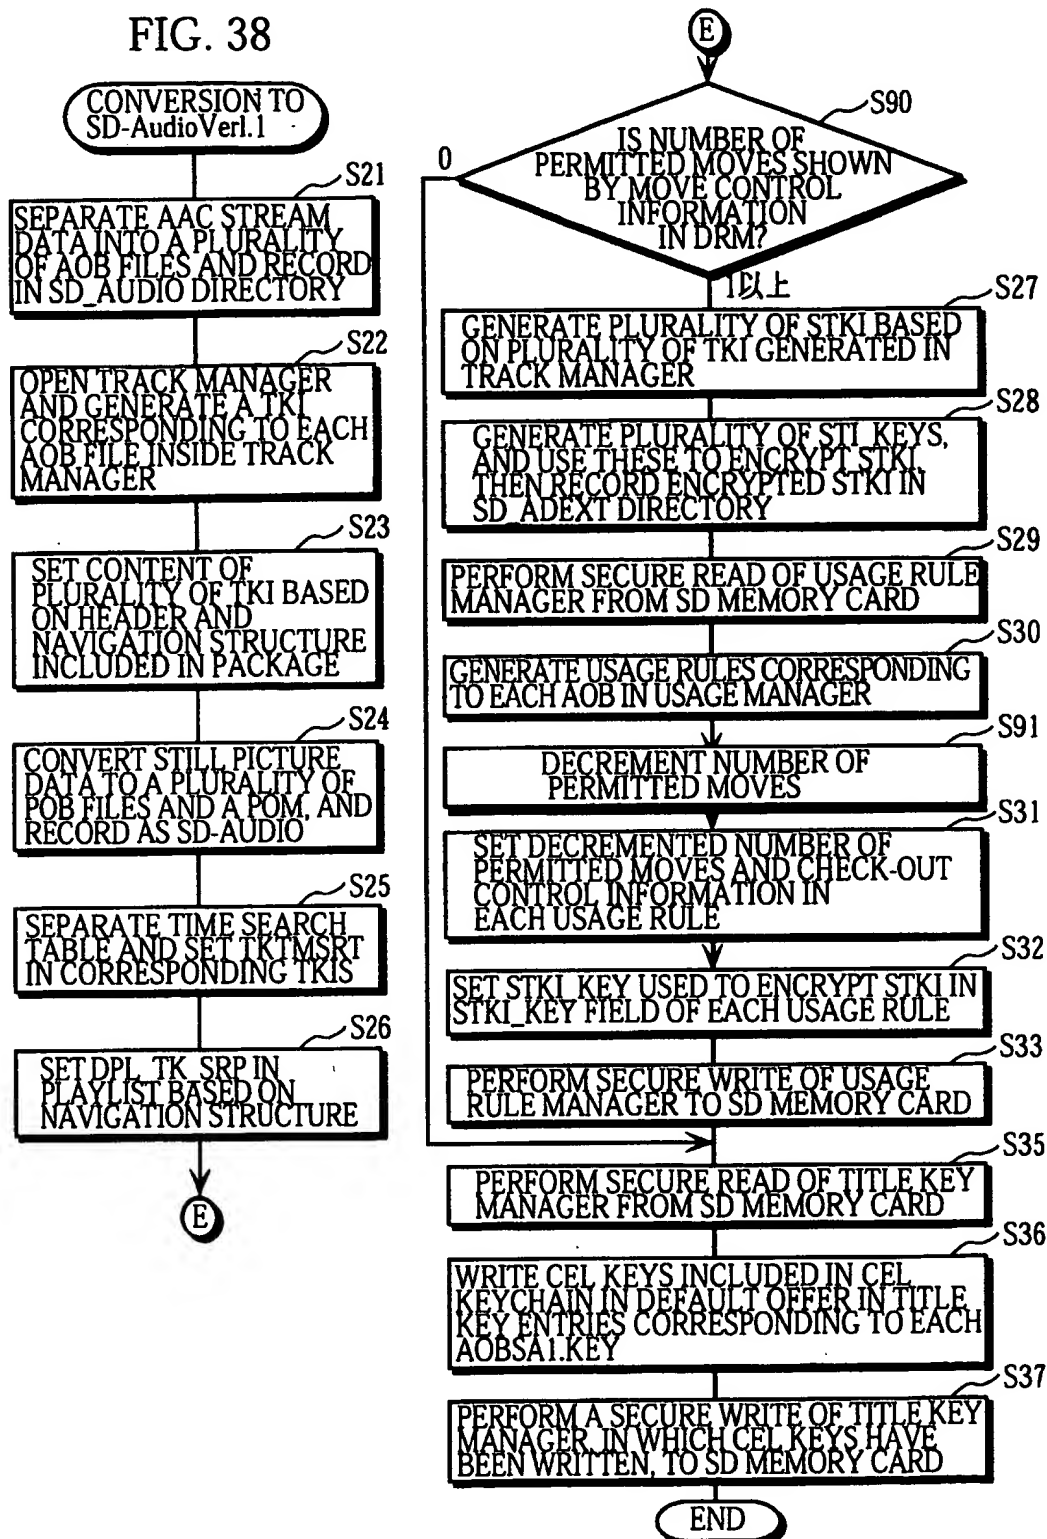 FIG. 38
CONVERSION TO
SD-AudioVer1.1
S21
SEPARATE AAC STREAM
DATA INTO A PLURALITY
OF AOB FILES AND RECORD
IN SD_AUDIO DIRECTORY
S22
OPEN TRACK MANAGER
AND GENERATE A TKI
CORRESPONDING TO EACH
AOB FILE INSIDE TRACK
MANAGER
S23
SET CONTENT OF
PLURALITY OF TKI BASED
ON HEADER AND
NAVIGATION STRUCTURE
INCLUDED IN PACKAGE
S24
CONVERT STILL PICTURE
DATA TO A PLURALITY OF
POB FILES AND A POM, AND
RECORD AS SD-AUDIO
S25
SEPARATE TIME SEARCH
TABLE AND SET TKTMSRT
IN CORRESPONDING TKIS
S26
SET DPL_TK_SRP IN
PLAYLIST BASED ON
NAVIGATION STRUCTURE
E
E
S90
IS NUMBER OF
PERMITTED MOVES SHOWN
BY MOVE CONTROL
INFORMATION
IN DRM?
0
1以上
S27
GENERATE PLURALITY OF STKI BASED
ON PLURALITY OF TKI GENERATED IN
TRACK MANAGER
S28
GENERATE PLURALITY OF STI_KEYS,
AND USE THESE TO ENCRYPT STKI,
THEN RECORD ENCRYPTED STKI IN
SD_ADEXT DIRECTORY
S29
PERFORM SECURE READ OF USAGE RULE
MANAGER FROM SD MEMORY CARD
S30
GENERATE USAGE RULES CORRESPONDING
TO EACH AOB IN USAGE MANAGER
S91
DECREMENT NUMBER OF
PERMITTED MOVES
S31
SET DECREMENTED NUMBER OF
PERMITTED MOVES AND CHECK-OUT
CONTROL INFORMATION IN
EACH USAGE RULE
S32
SET STKI_KEY USED TO ENCRYPT STKI IN
STKI_KEY FIELD OF EACH USAGE RULE
S33
PERFORM SECURE WRITE OF USAGE
RULE MANAGER TO SD MEMORY CARD
S35
PERFORM SECURE READ OF TITLE KEY
MANAGER FROM SD MEMORY CARD
S36
WRITE CEL KEYS INCLUDED IN CEL
KEYCHAIN IN DEFAULT OFFER IN TITLE
KEY ENTRIES CORRESPONDING TO EACH
AOBSA1.KEY
S37
PERFORM A SECURE WRITE OF TITLE KEY
MANAGER, IN WHICH CEL KEYS HAVE
BEEN WRITTEN, TO SD MEMORY CARD
END